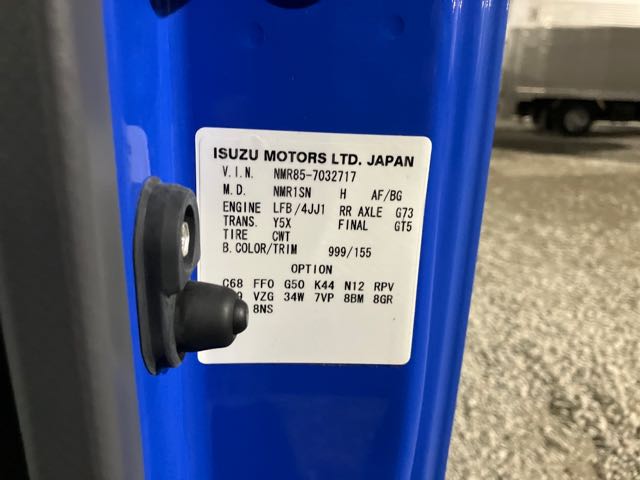 ISUZU MOTORS LTD. JAPAN
V.I.N. NMR85-7032717
M.D. NMR1SN H AF/BG
ENGINE LFB/4JJ1 RR AXLE G73
TRANS. Y5X FINAL GT5
TIRE CWT
B.COLOR/TRIM 999/155
OPTION
C68 FF0 G50 K44 N12 RPV
VZG 34W 7VP 8BM 8GR
8NS